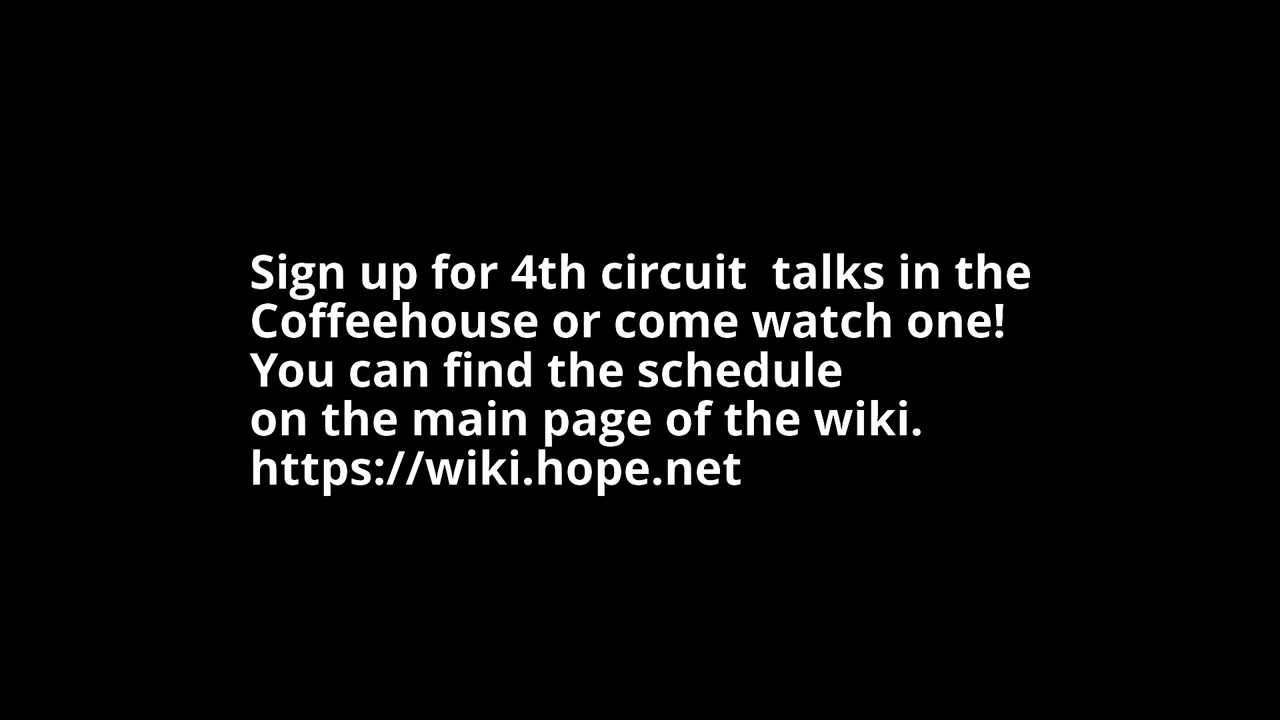 Sign up for 4th circuit  talks in the
Coffeehouse or come watch one!
You can find the schedule
on the main page of the wiki.
https://wiki.hope.net